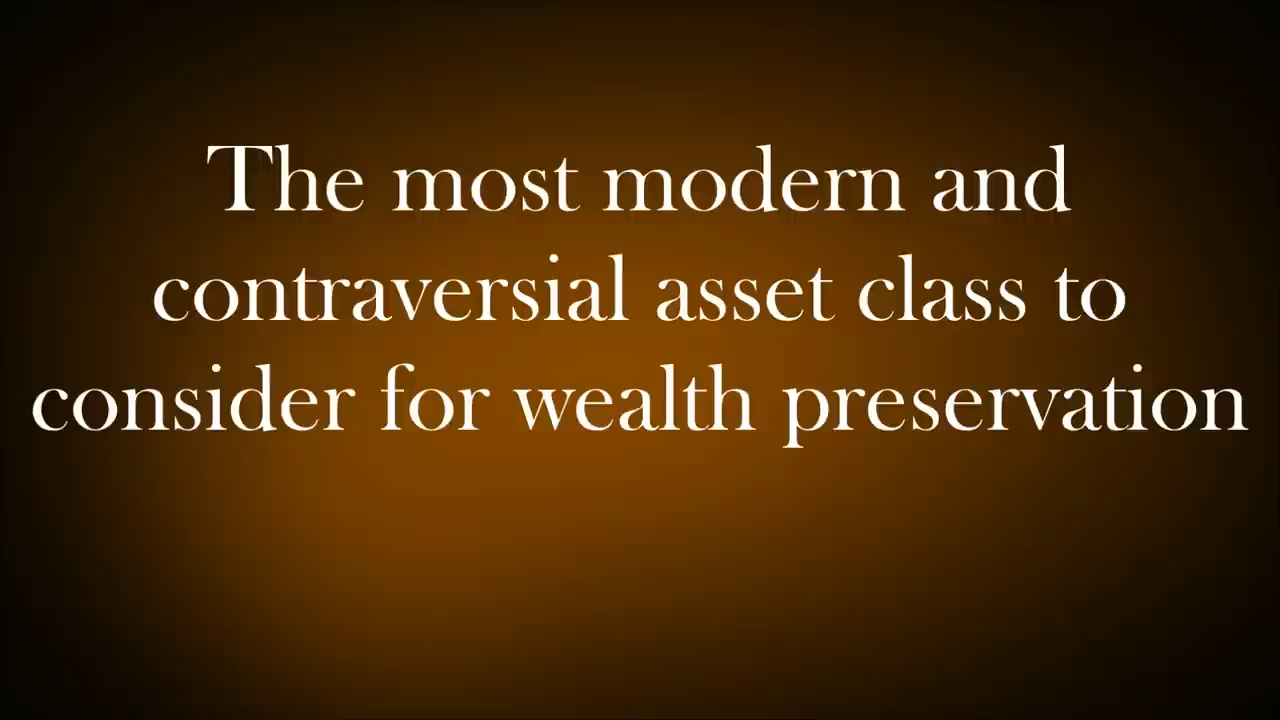 The most modern and
contraversial asset class to
consider for wealth preservation